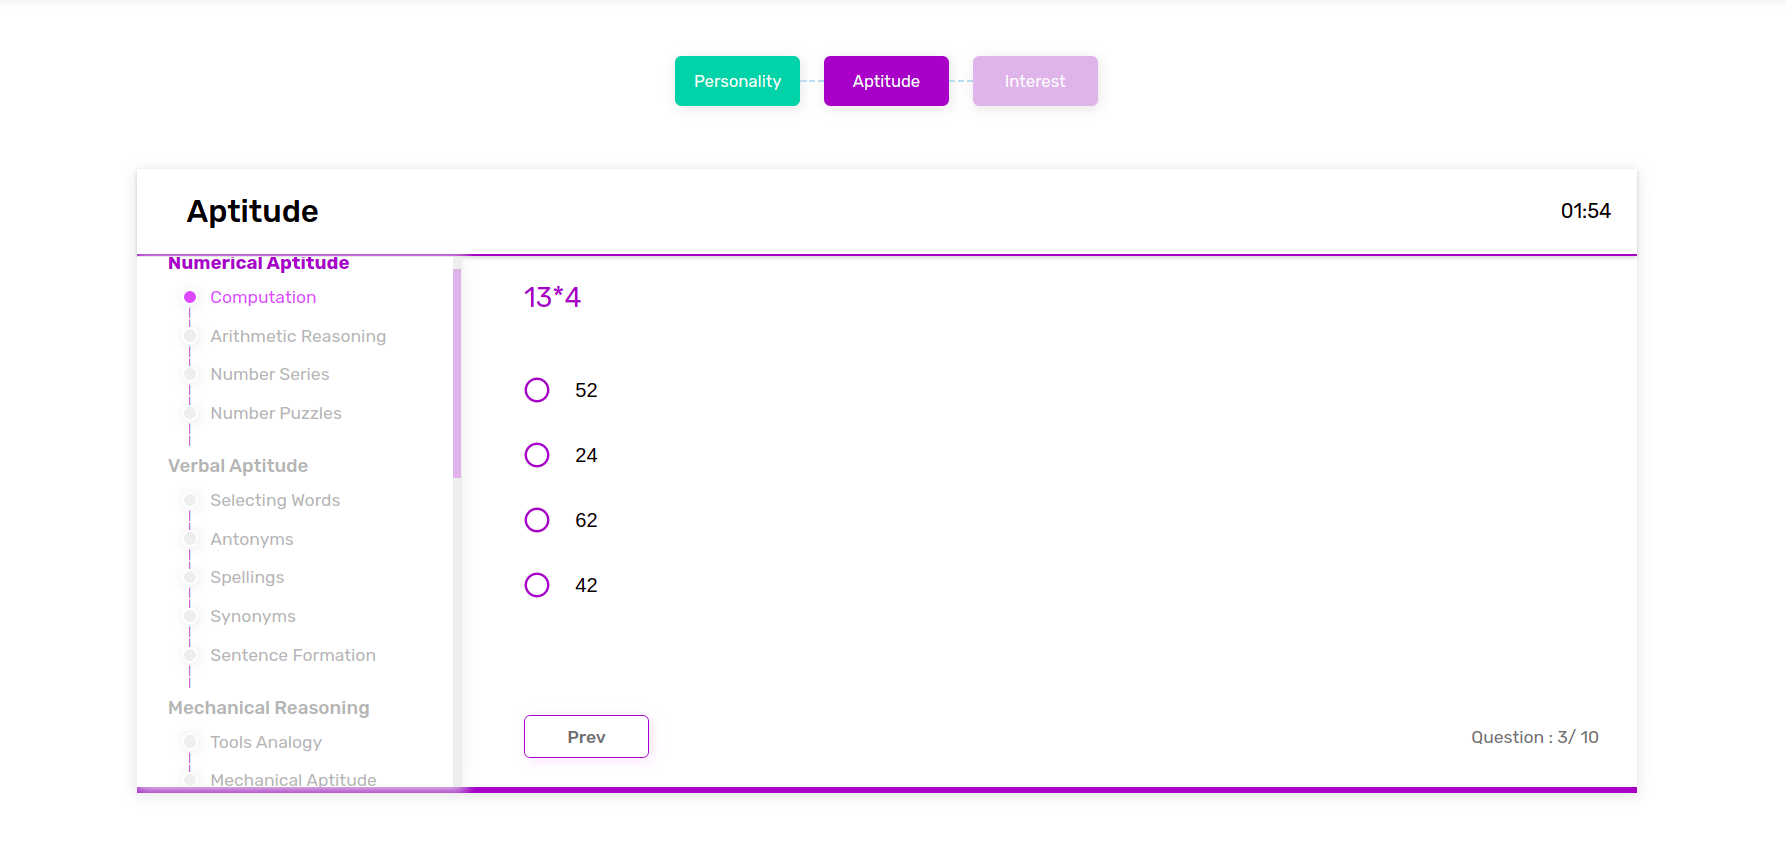 Personality
Aptitude
Interest
Aptitude
01:54
Numerical Aptitude
Computation
Arithmetic Reasoning
Number Series
Number Puzzles
Verbal Aptitude
Selecting Words
Antonyms
Spellings
Synonyms
Sentence Formation
Mechanical Reasoning
Tools Analogy
Mechanical Aptitude
13*4
52
24
62
42
Prev
Question : 3/ 10